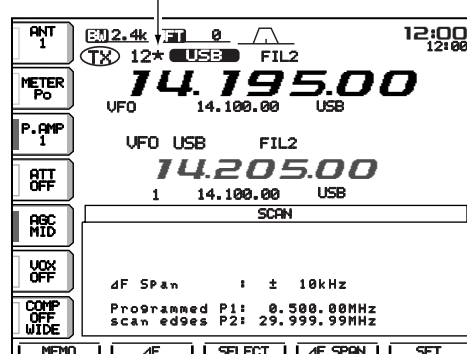 ANT
1
BW 2.4k SFT 0
12:00
12:00
TX 12* USB FIL2
14.195.00
VFO 14.100.00 USB
METER
Po
P.AMP
1
VFO USB FIL2
14.205.00
1 14.100.00 USB
ATT
OFF
AGC
MID
SCAN
VOX
OFF
⊿F Span : ± 10kHz
COMP
OFF
WIDE
Programmed P1: 0.500.00MHz
scan edges P2: 29.999.99MHz
MEMO ⊿F SELECT ⊿F SPAN SET